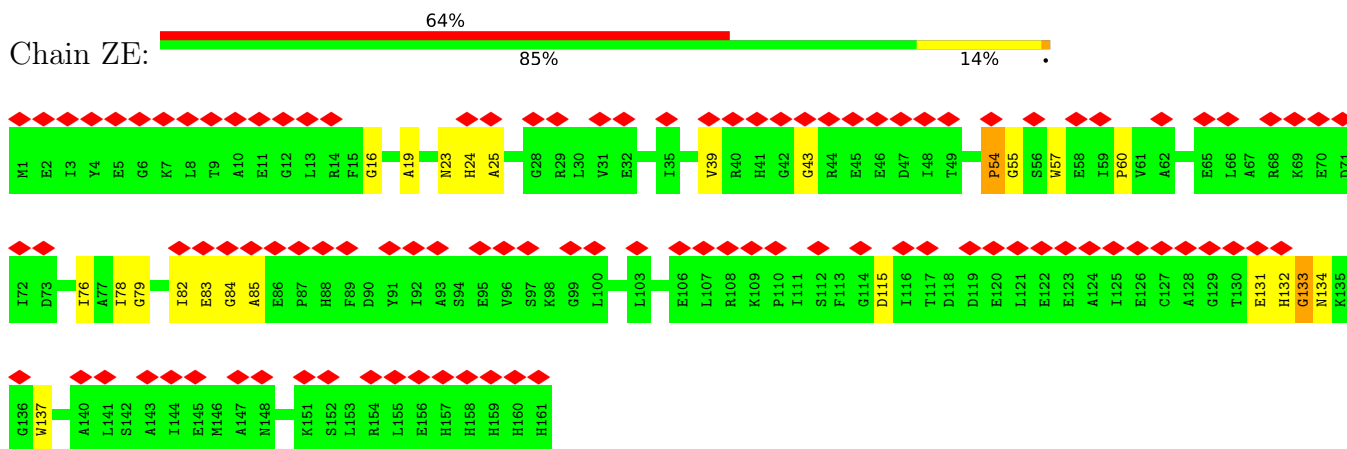 64%
Chain ZE:
85% 14% •
M1 E2 I3 Y4 E5 G6 K7 L8 T9 A10 E11 G12 L13 R14 F15 G16 A19 N23 H24 A25 G28 R29 L30 V31 E32 I35 V39 R40 H41 G42 G43 R44 E45 E46 D47 I48 T49 P54 G55 S56 W57 E58 I59 P60 V61 A62 E65 L66 A67 R68 K69 E70 D71
I72 D73 I76 A77 I78 G79 I82 E83 G84 A85 E86 P87 H88 F89 D90 Y91 I92 A93 S94 E95 V96 S97 K98 G99 L100 L103 E106 L107 R108 K109 P110 I111 S112 F113 G114 D115 I116 T117 D118 D119 E120 L121 E122 E123 A124 I125 E126 C127 A128 G129 T130 E131 H132 G133 N134 K135
G136 W137 A140 L141 S142 A143 I144 E145 M146 A147 N148 K151 S152 L153 R154 L155 E156 H157 H158 H159 H160 H161